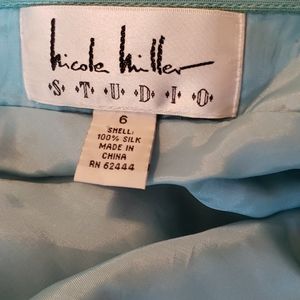 nicole miller
STUDIO
6
SHELL:
100% SILK
MADE IN
CHINA
RN 62444